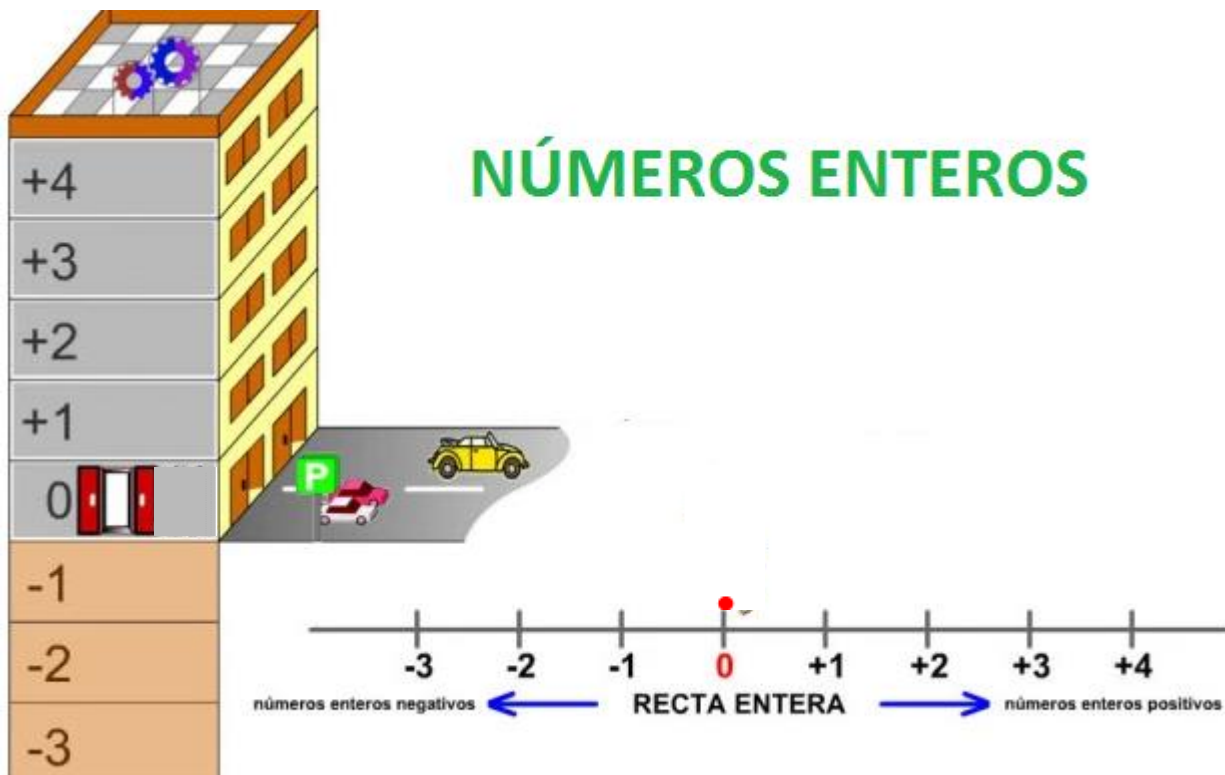 NÚMEROS ENTEROS
+4
+3
+2
+1
0
P
-1
-2
-3
-3 -2 -1 0 +1 +2 +3 +4
números enteros negativos RECTA ENTERA números enteros positivos